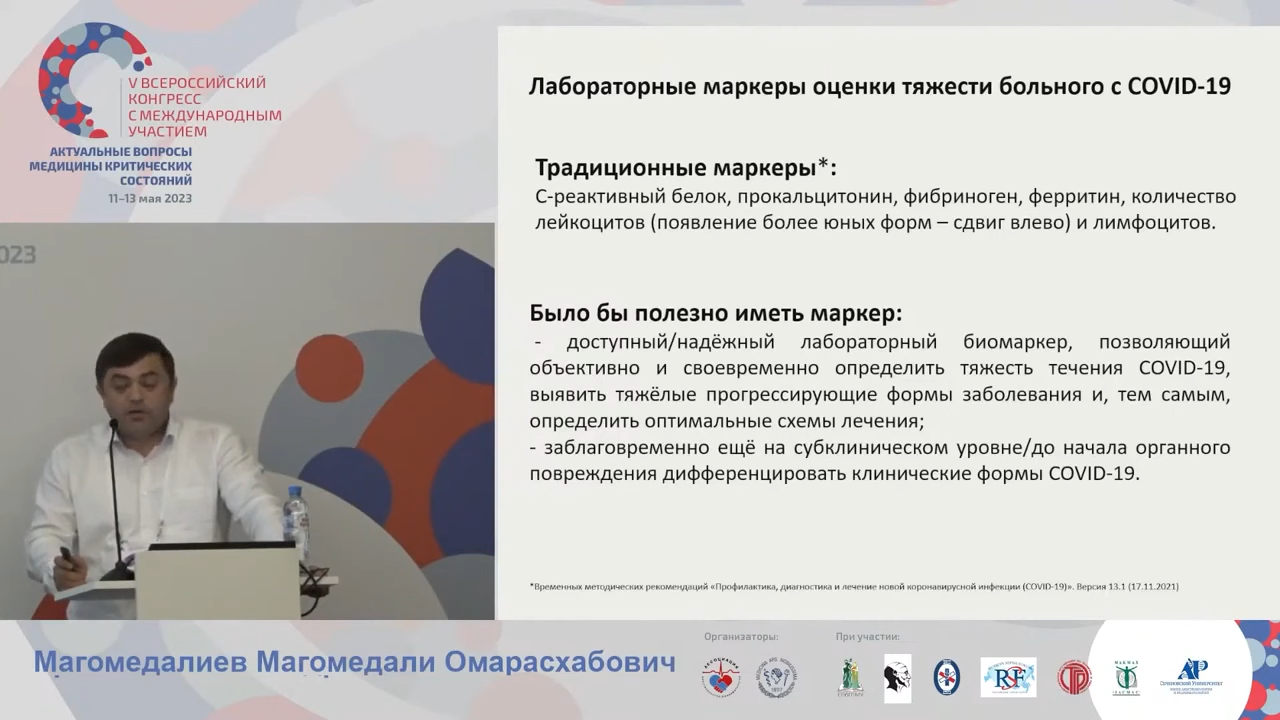 V ВСЕРОССИЙСКИЙ
КОНГРЕСС
С МЕЖДУНАРОДНЫМ
УЧАСТИЕМ
АКТУАЛЬНЫЕ ВОПРОСЫ
МЕДИЦИНЫ КРИТИЧЕСКИХ
СОСТОЯНИЙ
11–13 мая 2023
023
Лабораторные маркеры оценки тяжести больного с COVID-19
Традиционные маркеры*:
С-реактивный белок, прокальцитонин, фибриноген, ферритин, количество
лейкоцитов (появление более юных форм – сдвиг влево) и лимфоцитов.
Было бы полезно иметь маркер:
- доступный/надёжный лабораторный биомаркер, позволяющий
объективно и своевременно определить тяжесть течения COVID-19,
выявить тяжёлые прогрессирующие формы заболевания и, тем самым,
определить оптимальные схемы лечения;
- заблаговременно ещё на субклиническом уровне/до начала органного
повреждения дифференцировать клинические формы COVID-19.
*Временных методических рекомендаций «Профилактика, диагностика и лечение новой коронавирусной инфекции (COVID-19)». Версия 13.1 (17.11.2021)
Магомедалиев Магомедали Омарасхабович
Организаторы:
При участии:
RSF
Сеченовский Университет